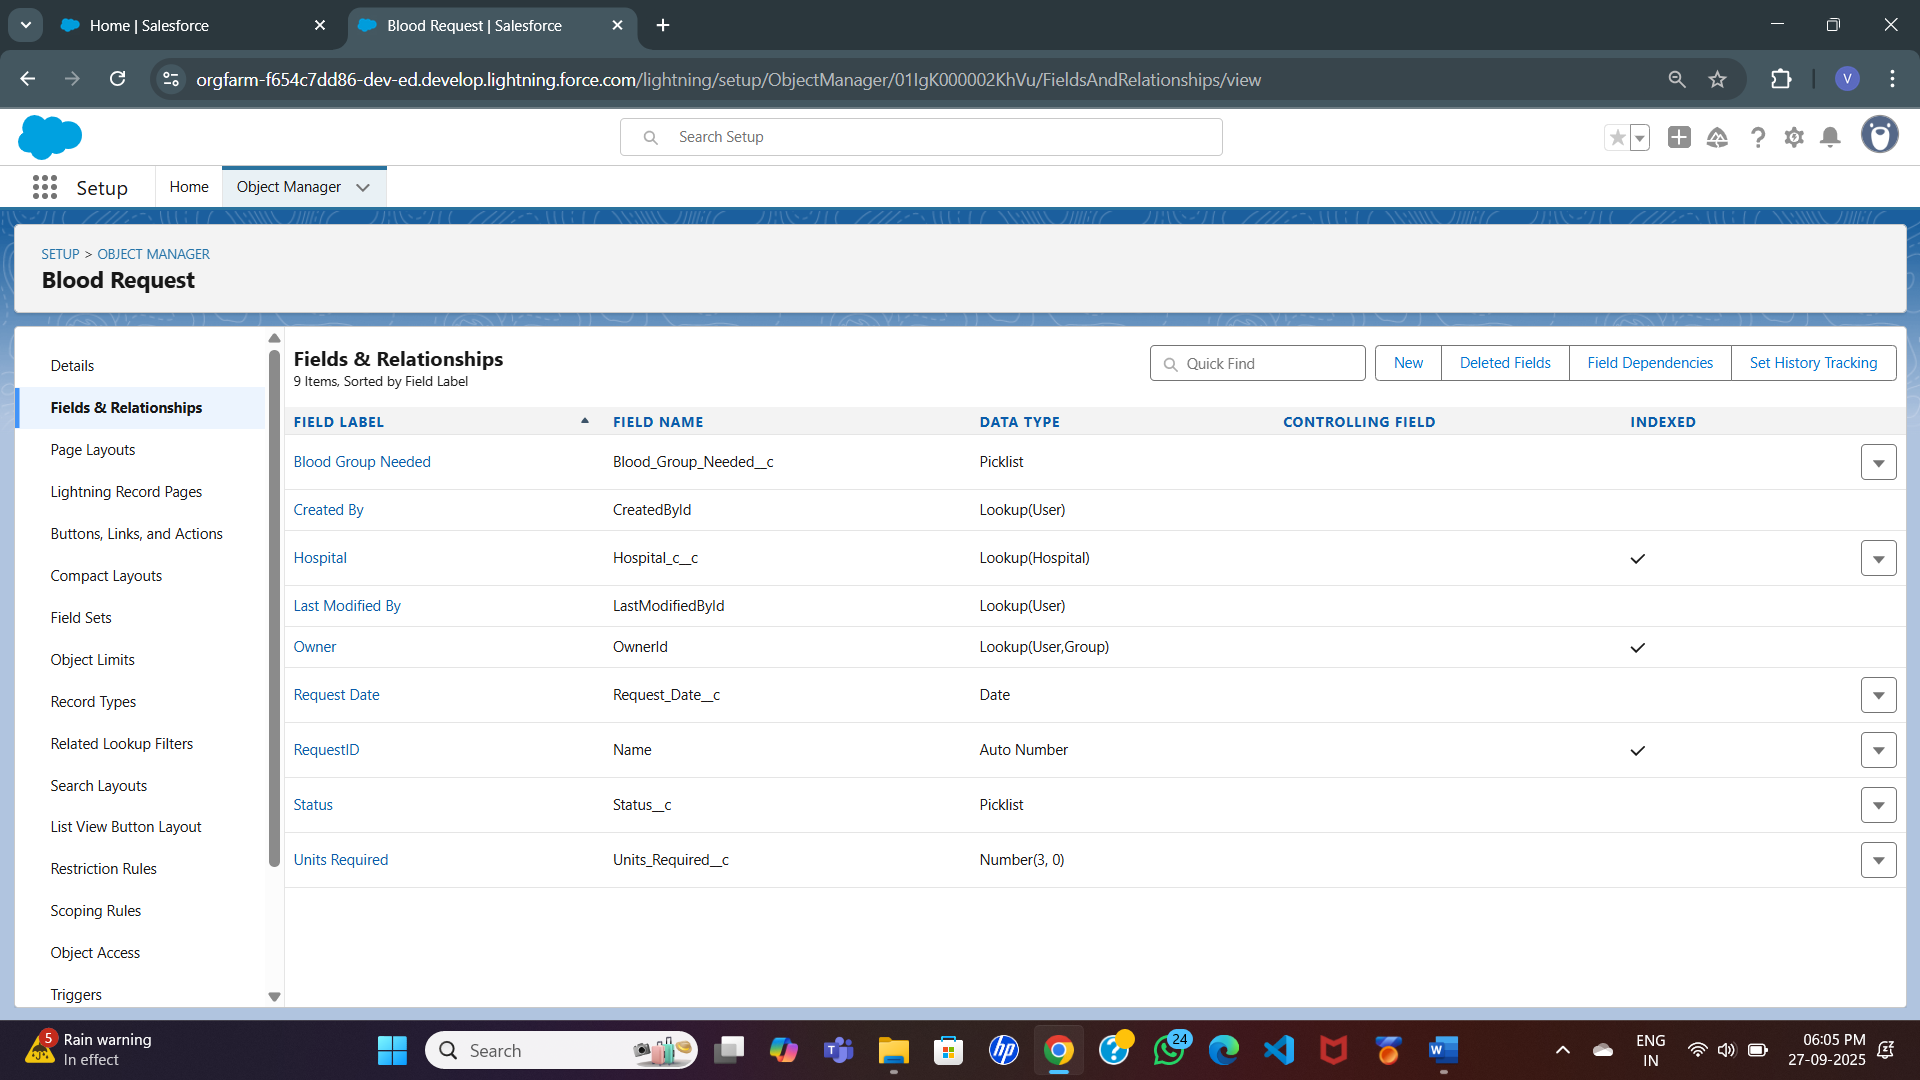 Home | Salesforce
Blood Request | Salesforce
orgfarm-f654c7dd86-dev-ed.develop.lightning.force.com/lightning/setup/ObjectManager/01IgK000002KhVu/FieldsAndRelationships/view
V
Search Setup
Setup
Home
Object Manager
SETUP > OBJECT MANAGER
Blood Request
Details
Fields & Relationships
Page Layouts
Lightning Record Pages
Buttons, Links, and Actions
Compact Layouts
Field Sets
Object Limits
Record Types
Related Lookup Filters
Search Layouts
List View Button Layout
Restriction Rules
Scoping Rules
Object Access
Triggers
Fields & Relationships
9 Items, Sorted by Field Label
Quick Find
New
Deleted Fields
Field Dependencies
Set History Tracking
FIELD LABEL FIELD NAME DATA TYPE CONTROLLING FIELD INDEXED
Blood Group Needed Blood_Group_Needed__c Picklist
Created By CreatedById Lookup(User)
Hospital Hospital_c__c Lookup(Hospital)
Last Modified By LastModifiedById Lookup(User)
Owner OwnerId Lookup(User,Group)
Request Date Request_Date__c Date
RequestID Name Auto Number
Status Status__c Picklist
Units Required Units_Required__c Number(3, 0)
5
Rain warning
In effect
Search
24
ENG
IN
06:05 PM
27-09-2025